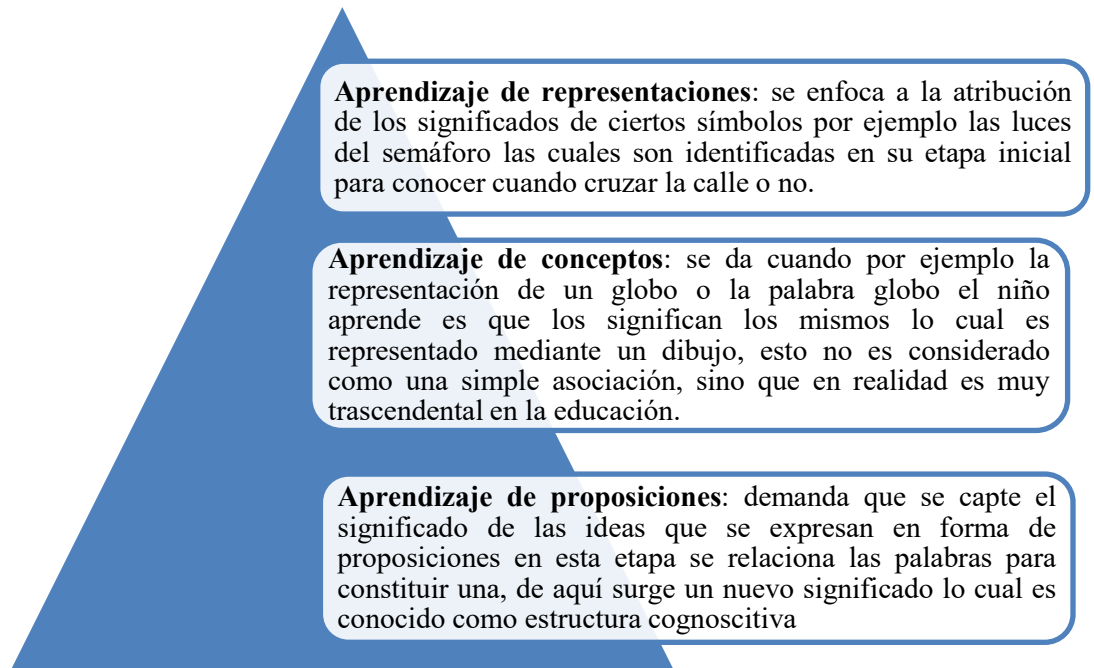 Aprendizaje de representaciones: se enfoca a la atribución
de los significados de ciertos símbolos por ejemplo las luces
del semáforo las cuales son identificadas en su etapa inicial
para conocer cuando cruzar la calle o no.
Aprendizaje de conceptos: se da cuando por ejemplo la
representación de un globo o la palabra globo el niño
aprende es que los significan los mismos lo cual es
representado mediante un dibujo, esto no es considerado
como una simple asociación, sino que en realidad es muy
trascendental en la educación.
Aprendizaje de proposiciones: demanda que se capte el
significado de las ideas que se expresan en forma de
proposiciones en esta etapa se relaciona las palabras para
constituir una, de aquí surge un nuevo significado lo cual es
conocido como estructura cognoscitiva